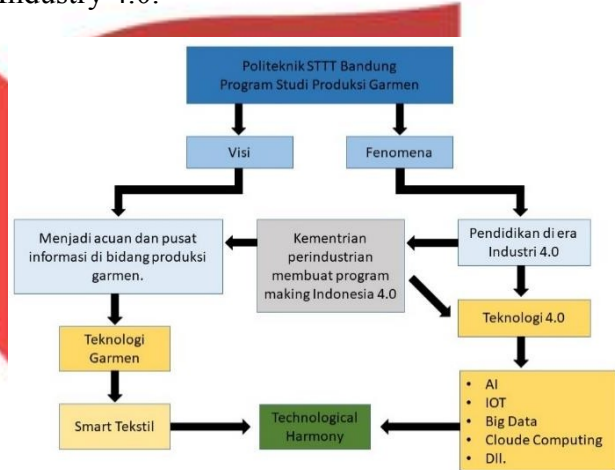 Industry 4.0.
Politeknik STTT Bandung
Program Studi Produksi Garmen
Visi
Fenomena
Menjadi acuan dan pusat
informasi di bidang produksi
garmen.
Kementrian
perindustrian
membuat program
making Indonesia 4.0
Pendidikan di era
Industri 4.0
Teknologi
Garmen
Teknologi 4.0
Smart Tekstil
Technological
Harmony
• AI
• IOT
• Big Data
• Cloude Computing
• Dll.